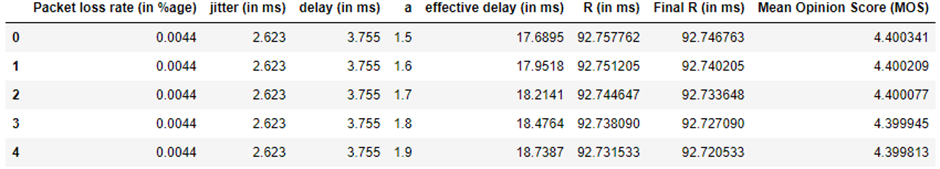 Packet loss rate (in %age) jitter (in ms) delay (in ms) a effective delay (in ms) R (in ms) Final R (in ms) Mean Opinion Score (MOS)
0 0.0044 2.623 3.755 1.5 17.6895 92.757762 92.746763 4.400341
1 0.0044 2.623 3.755 1.6 17.9518 92.751205 92.740205 4.400209
2 0.0044 2.623 3.755 1.7 18.2141 92.744647 92.733648 4.400077
3 0.0044 2.623 3.755 1.8 18.4764 92.738090 92.727090 4.399945
4 0.0044 2.623 3.755 1.9 18.7387 92.731533 92.720533 4.399813